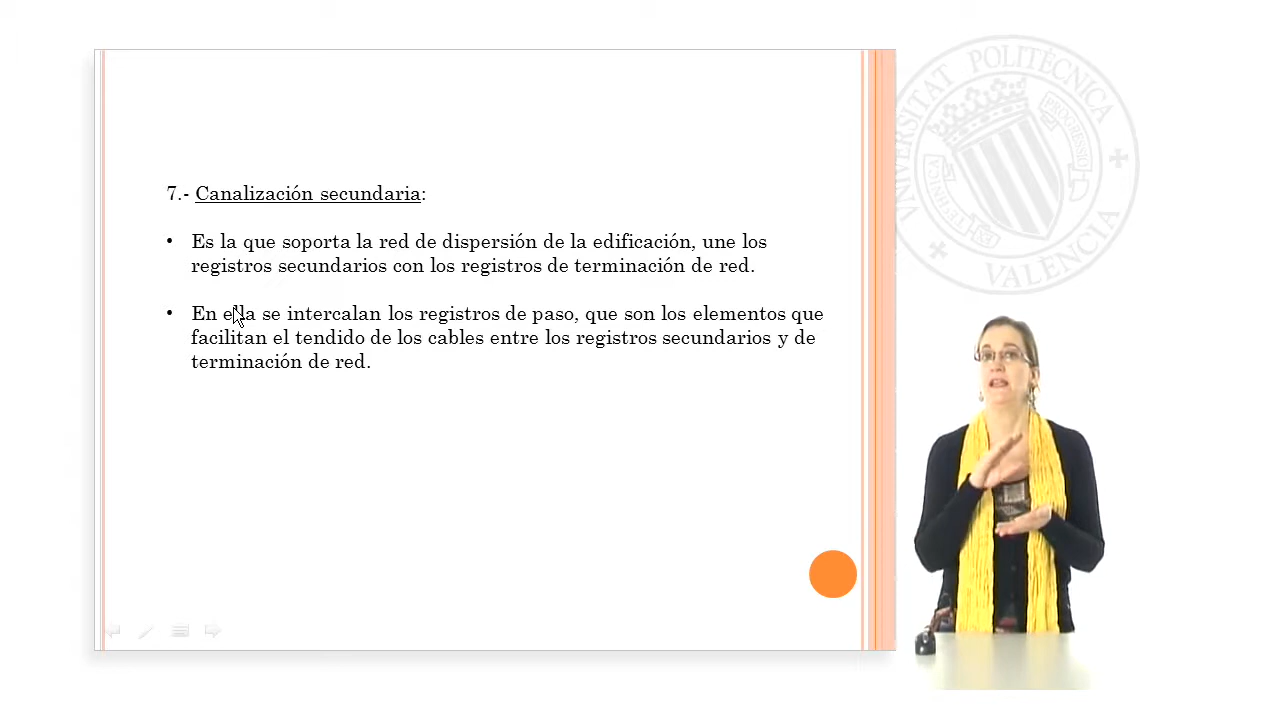 7.- Canalización secundaria:
• Es la que soporta la red de dispersión de la edificación, une los
registros secundarios con los registros de terminación de red.
• En ella se intercalan los registros de paso, que son los elementos que
facilitan el tendido de los cables entre los registros secundarios y de
terminación de red.
UNIVERSITAT POLITÈCNICA
VALÈNCIA
PROGRESSIO